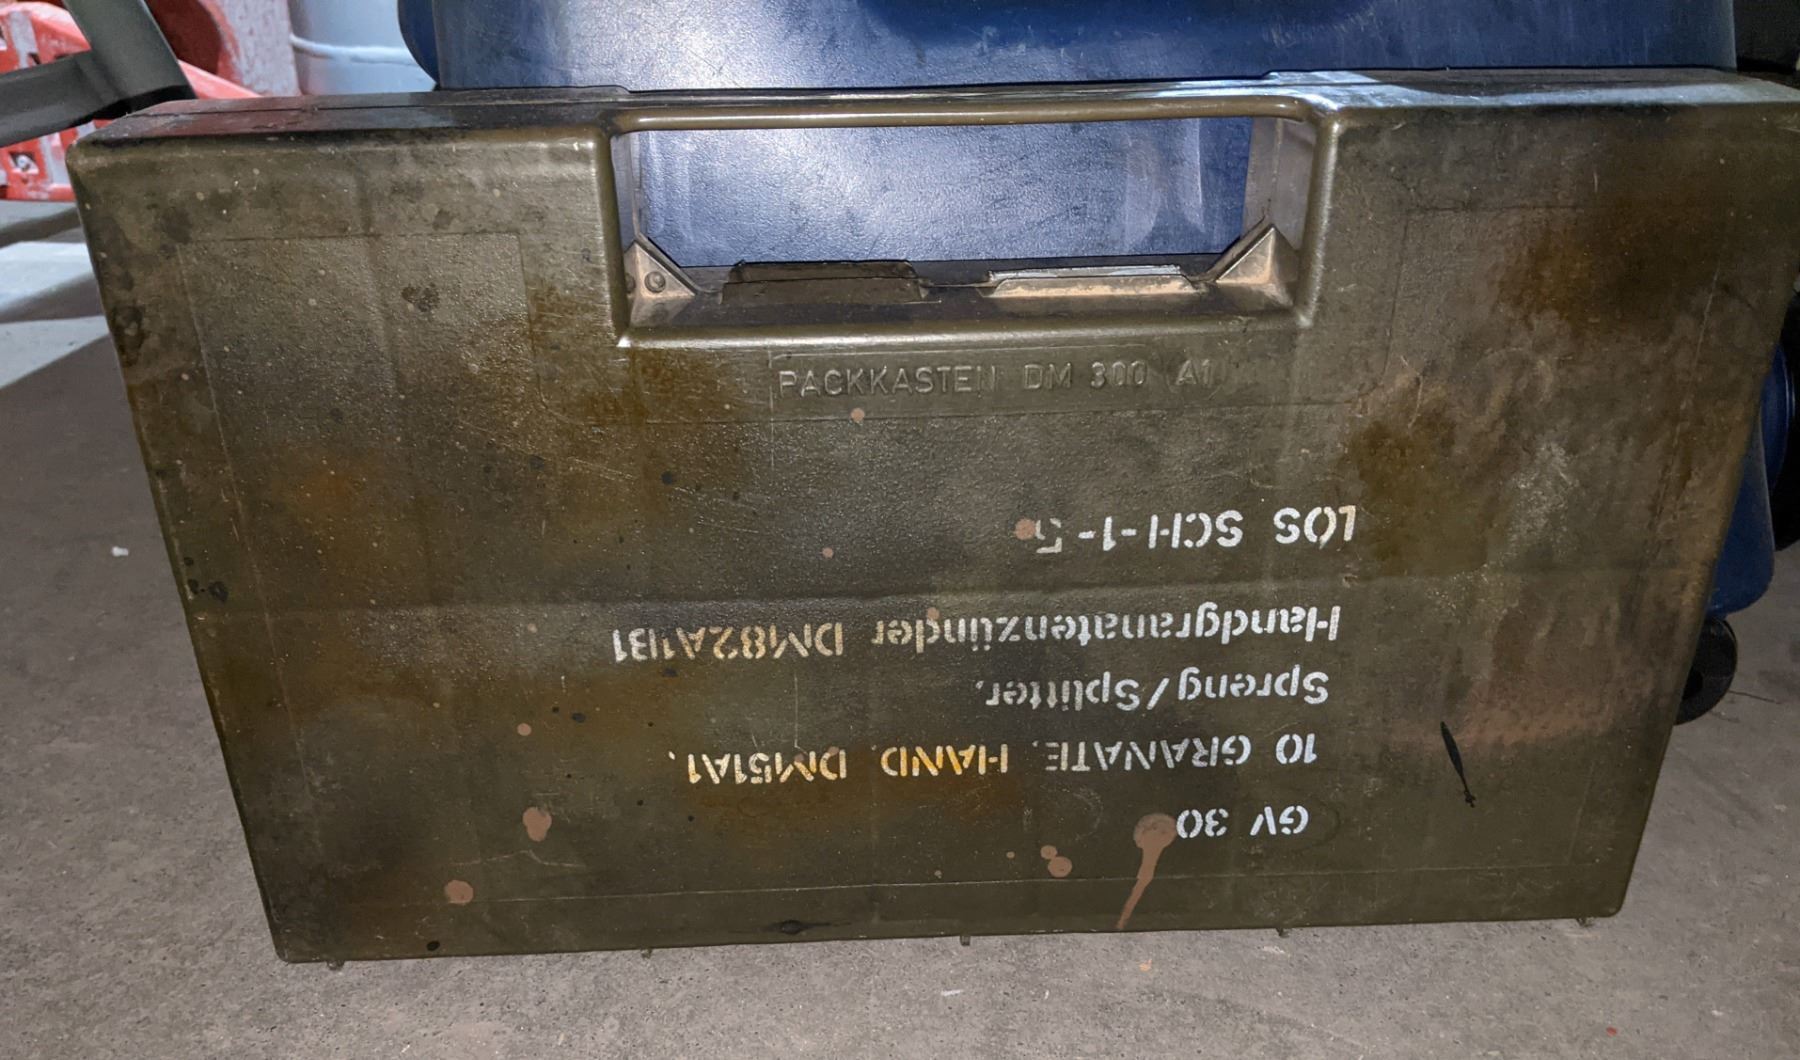 PACKKASTEN DM 300 A1
GV 30
10 GRANATE, HAND, DM51A1,
Spreng/Splitter,
Handgranatenzünder DM82A1B1
LOS SCH-1-5